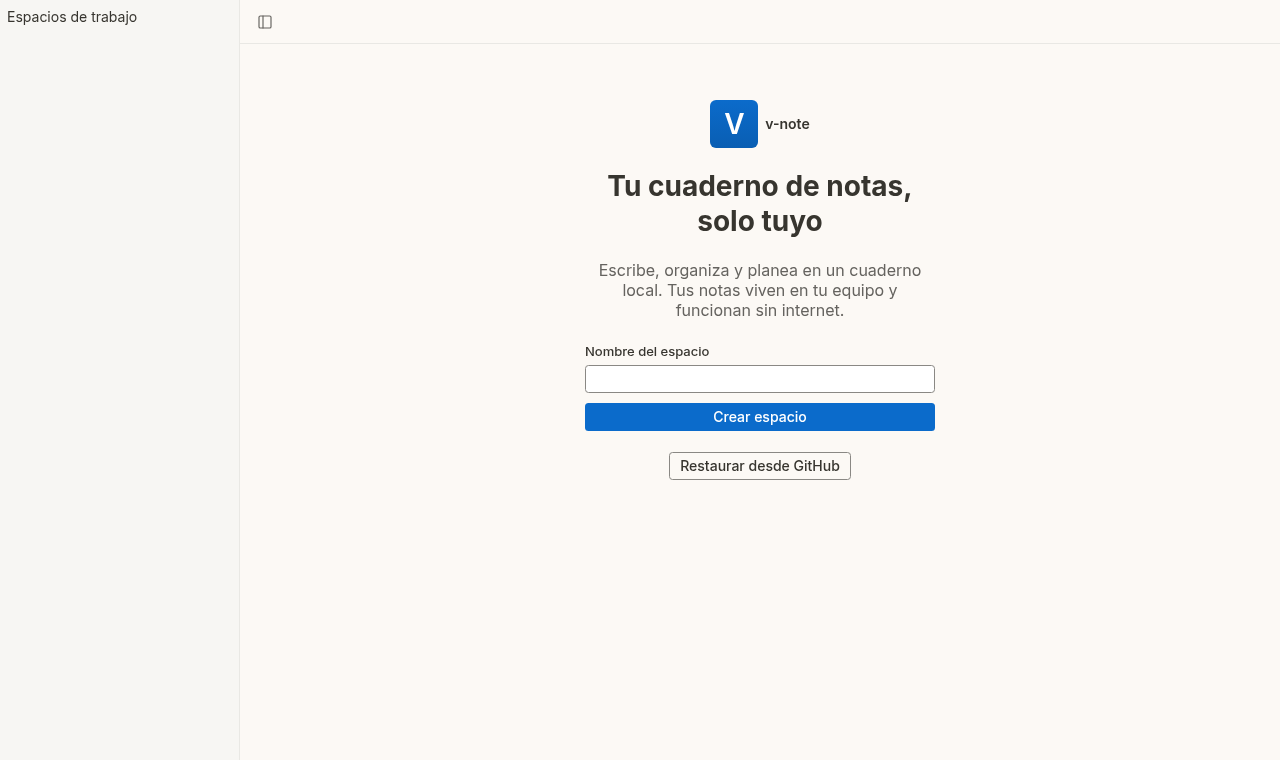 Espacios de trabajo
V
v-note
Tu cuaderno de notas,
solo tuyo
Escribe, organiza y planea en un cuaderno
local. Tus notas viven en tu equipo y
funcionan sin internet.
Nombre del espacio
Crear espacio
Restaurar desde GitHub